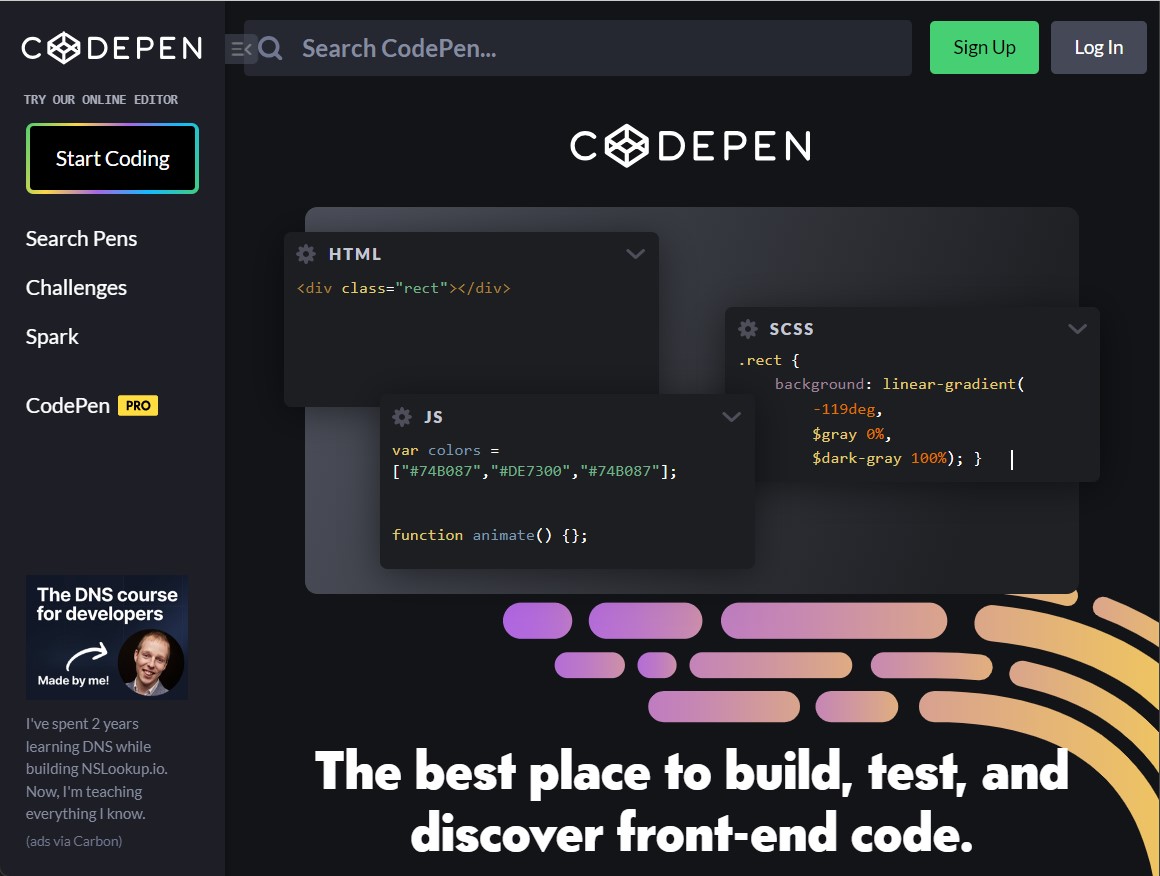 CODEPEN
Search CodePen...
Sign Up
Log In
TRY OUR ONLINE EDITOR
Start Coding
Search Pens
Challenges
Spark
CodePen PRO
The DNS course
for developers
Made by me!
I've spent 2 years
learning DNS while
building NSLookup.io.
Now, I'm teaching
everything I know.
(ads via Carbon)
CODEPEN
HTML
<div class="rect"></div>
SCSS
.rect {
background: linear-gradient(
-119deg,
$gray 0%,
$dark-gray 100%); }
JS
var colors =
["#74B087","#DE7300","#74B087"];
function animate() {};
The best place to build, test, and
discover front-end code.